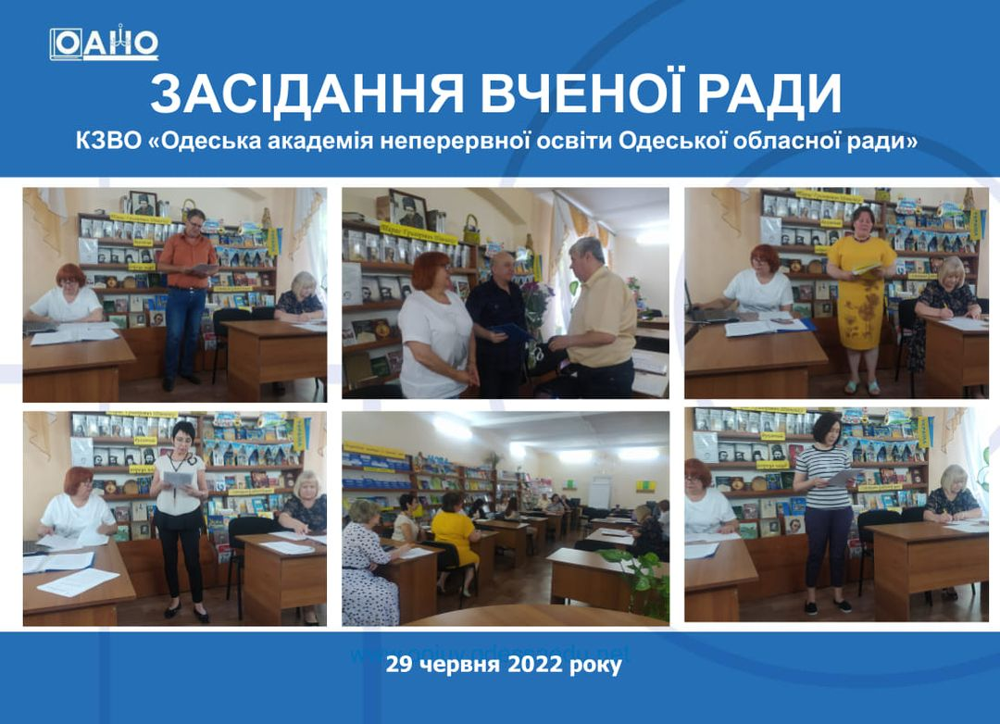 ОАНО
ЗАСІДАННЯ ВЧЕНОЇ РАДИ
КЗВО «Одеська академія неперервної освіти Одеської обласної ради»
29 червня 2022 року